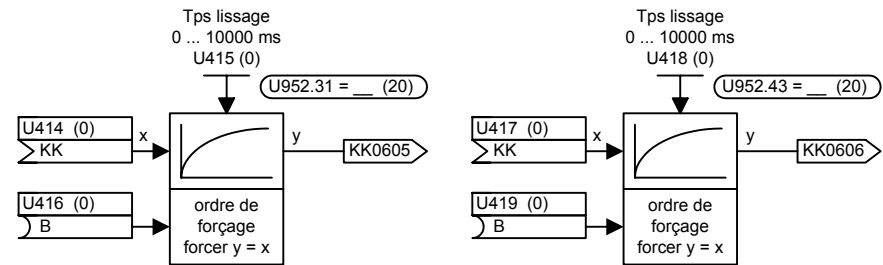 Tps lissage
0 ... 10000 ms
U415 (0)
U952.31 = __ (20)
U414 (0)
KK
x
y
KK0605
U416 (0)
B
ordre de
forçage
forcer y = x
Tps lissage
0 ... 10000 ms
U418 (0)
U952.43 = __ (20)
U417 (0)
KK
x
y
KK0606
U419 (0)
B
ordre de
forçage
forcer y = x